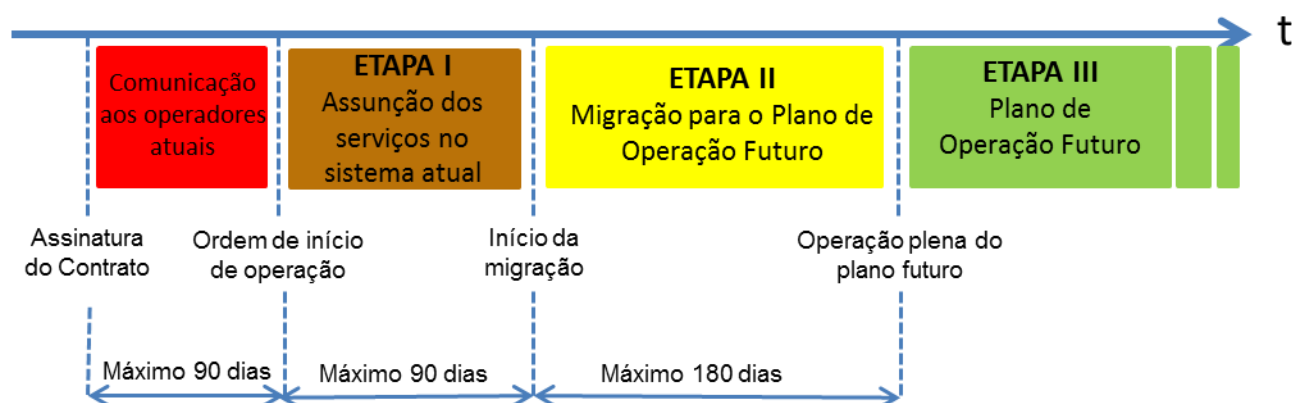 t
Comunicação
aos operadores
atuais
ETAPA I
Assunção dos
serviços no
sistema atual
ETAPA II
Migração para o Plano de
Operação Futuro
ETAPA III
Plano de
Operação Futuro
Assinatura
do Contrato
Ordem de início
de operação
Início da
migração
Operação plena do
plano futuro
Máximo 90 dias
Máximo 90 dias
Máximo 180 dias